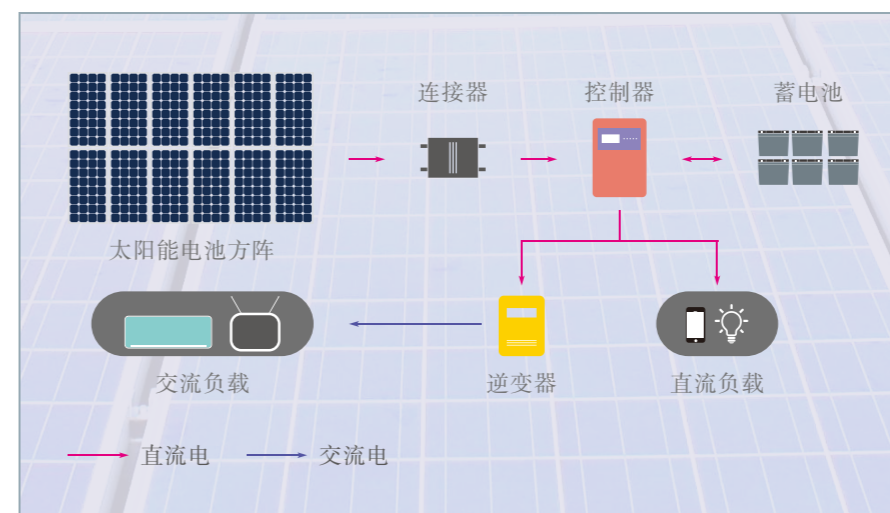 连接器
控制器
蓄电池
太阳能电池方阵
交流负载
逆变器
直流负载
直流电
交流电